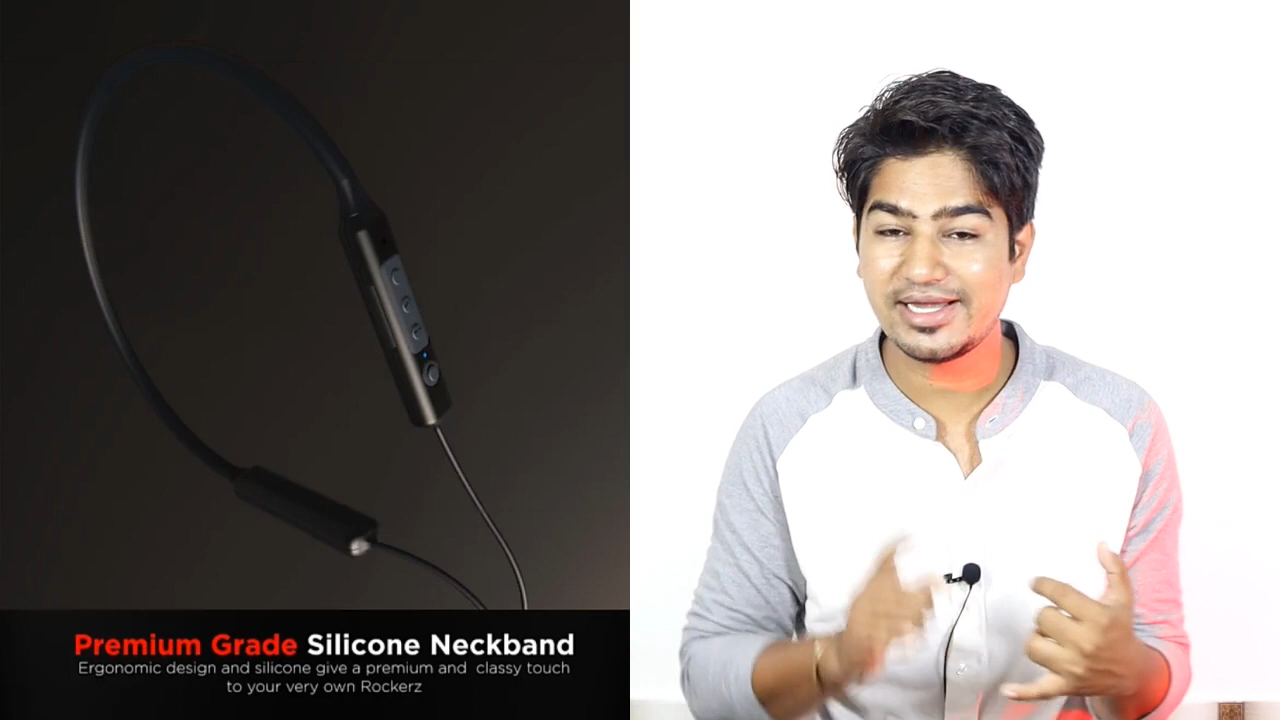 Premium Grade Silicone Neckband
Ergonomic design and silicone give a premium and classy touch
to your very own Rockerz